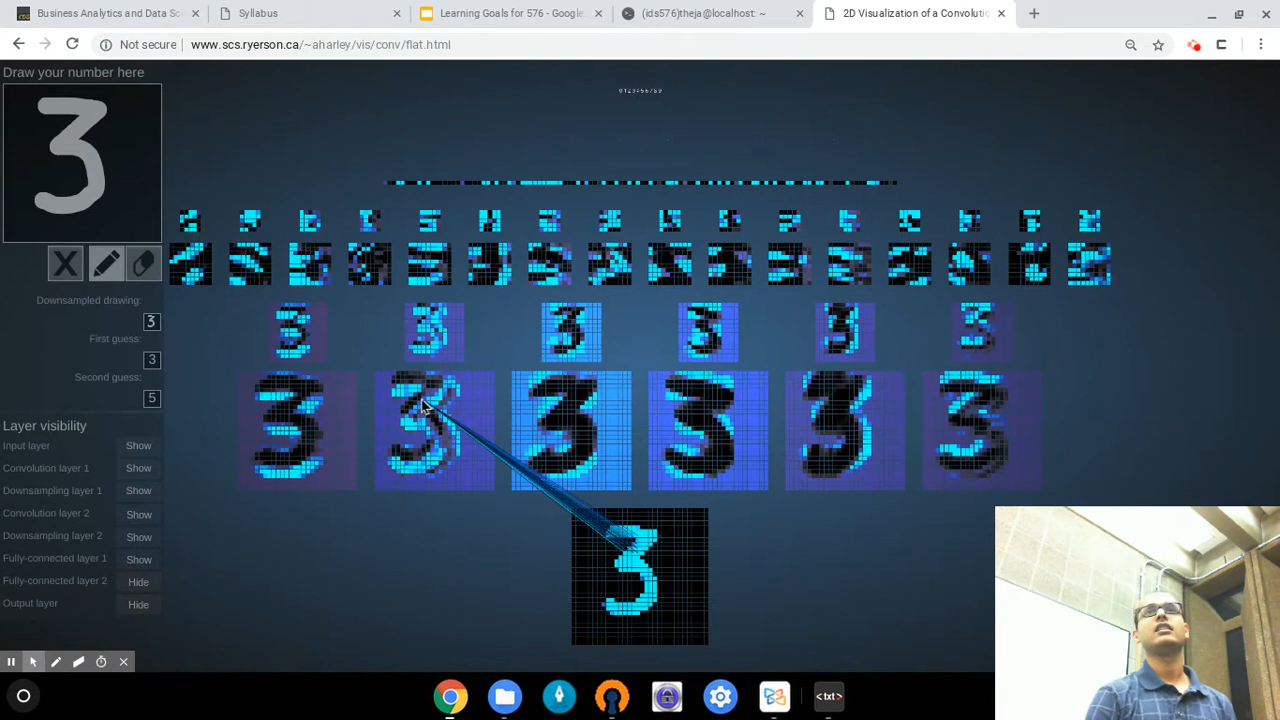 Business Analytics and Data Sci
Syllabus
Learning Goals for 576 - Google
(ids576)theja@localhost: ~
2D Visualization of a Convolutic
Not secure
www.scs.ryerson.ca/~aharley/vis/conv/flat.html
Draw your number here
3
0123456789
Downsampled drawing:
3
First guess:
3
Second guess:
5
Layer visibility
Input layer Show
Convolution layer 1 Show
Downsampling layer 1 Show
Convolution layer 2 Show
Downsampling layer 2 Show
Fully-connected layer 1 Show
Fully-connected layer 2 Hide
Output layer Hide
<txt>